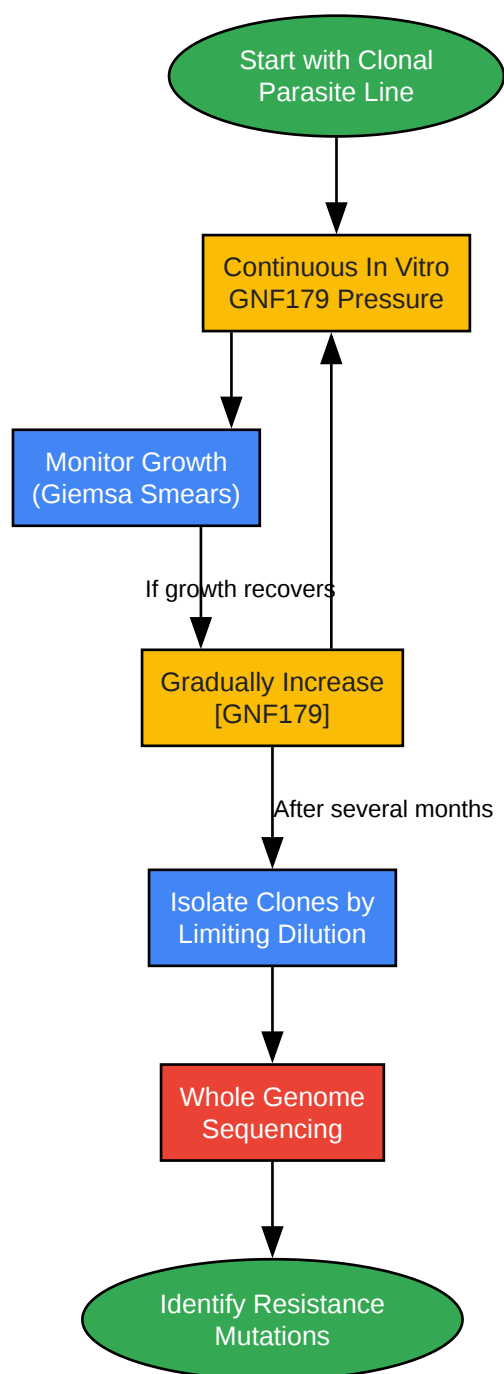 Start with Clonal
Parasite Line
Continuous In Vitro
GNF179 Pressure
Monitor Growth
(Giemsa Smears)
If growth recovers
Gradually Increase
[GNF179]
After several months
Isolate Clones by
Limiting Dilution
Whole Genome
Sequencing
Identify Resistance
Mutations